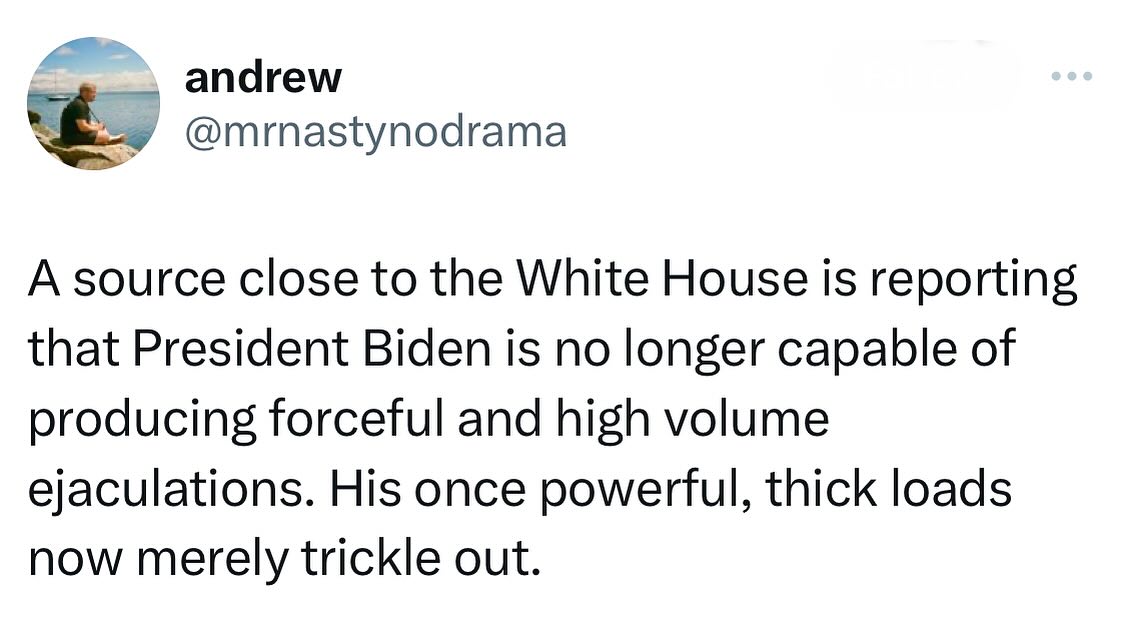 andrew
@mrnastynodrama
A source close to the White House is reporting
that President Biden is no longer capable of
producing forceful and high volume
ejaculations. His once powerful, thick loads
now merely trickle out.